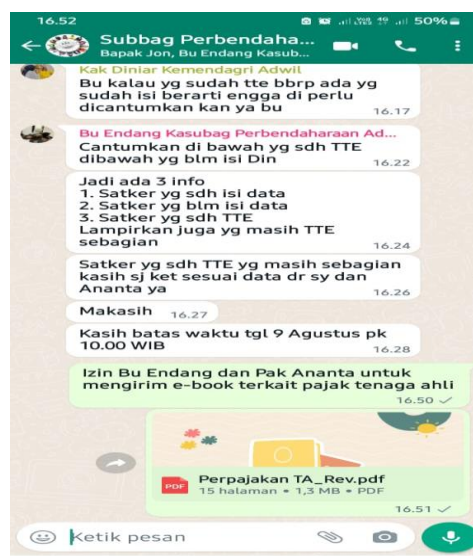 16.52
50%
Subbag Perbendaha...
Bapak Jon, Bu Endang Kasub...
Kak Diniar Kemendagri Adwil
Bu kalau yg sudah tte bbrp ada yg
sudah isi berarti engga di perlu
dicantumkan kan ya bu
16.17
Bu Endang Kasubag Perbendaharaan Ad...
Cantumkan di bawah yg sdh TTE
dibawah yg blm isi Din
16.22
Jadi ada 3 info
1. Satker yg sdh isi data
2. Satker yg blm isi data
3. Satker yg sdh TTE
Lampirkan juga yg masih TTE
sebagian
16.24
Satker yg sdh TTE yg masih sebagian
kasih sj ket sesuai data dr sy dan
Ananta ya
16.26
Makasih
16.27
Kasih batas waktu tgl 9 Agustus pk
10.00 WIB
16.28
Izin Bu Endang dan Pak Ananta untuk
mengirim e-book terkait pajak tenaga ahli
16.50
PDF
Perpajakan TA_Rev.pdf
15 halaman • 1,3 MB • PDF
16.51
Ketik pesan